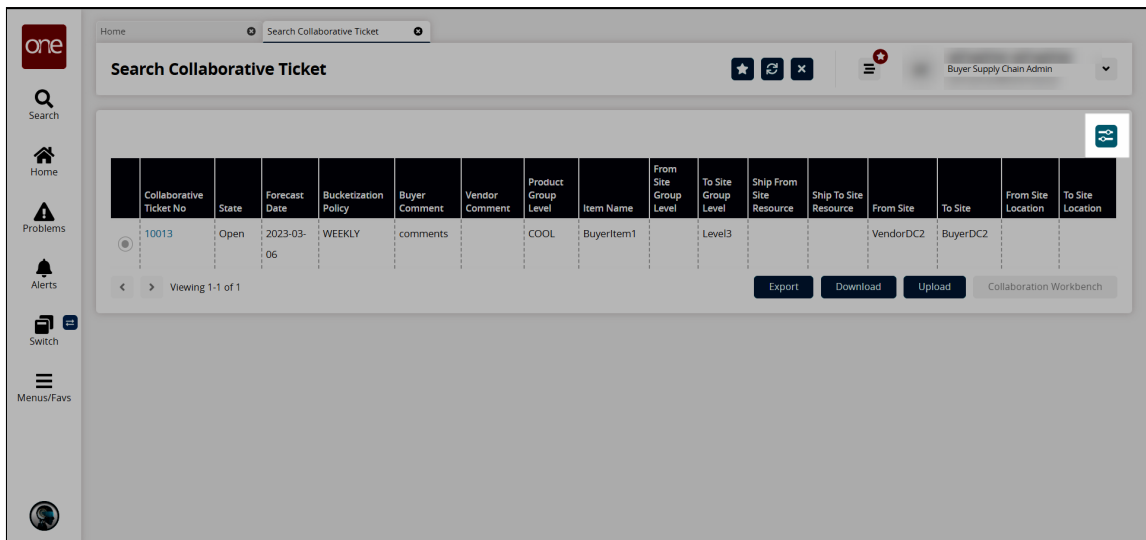 one
Home
Search Collaborative Ticket
Search Collaborative Ticket
Buyer Supply Chain Admin
Search
Home
Problems
Alerts
Switch
Menus/Favs
Collaborative Ticket No
State
Forecast Date
Bucketization Policy
Buyer Comment
Vendor Comment
Product Group Level
Item Name
From Site Group Level
To Site Group Level
Ship From Site Resource
Ship To Site Resource
From Site
To Site
From Site Location
To Site Location
10013 Open 2023-03-06 WEEKLY comments COOL BuyerItem1 Level3 VendorDC2 BuyerDC2
Viewing 1-1 of 1
Export
Download
Upload
Collaboration Workbench